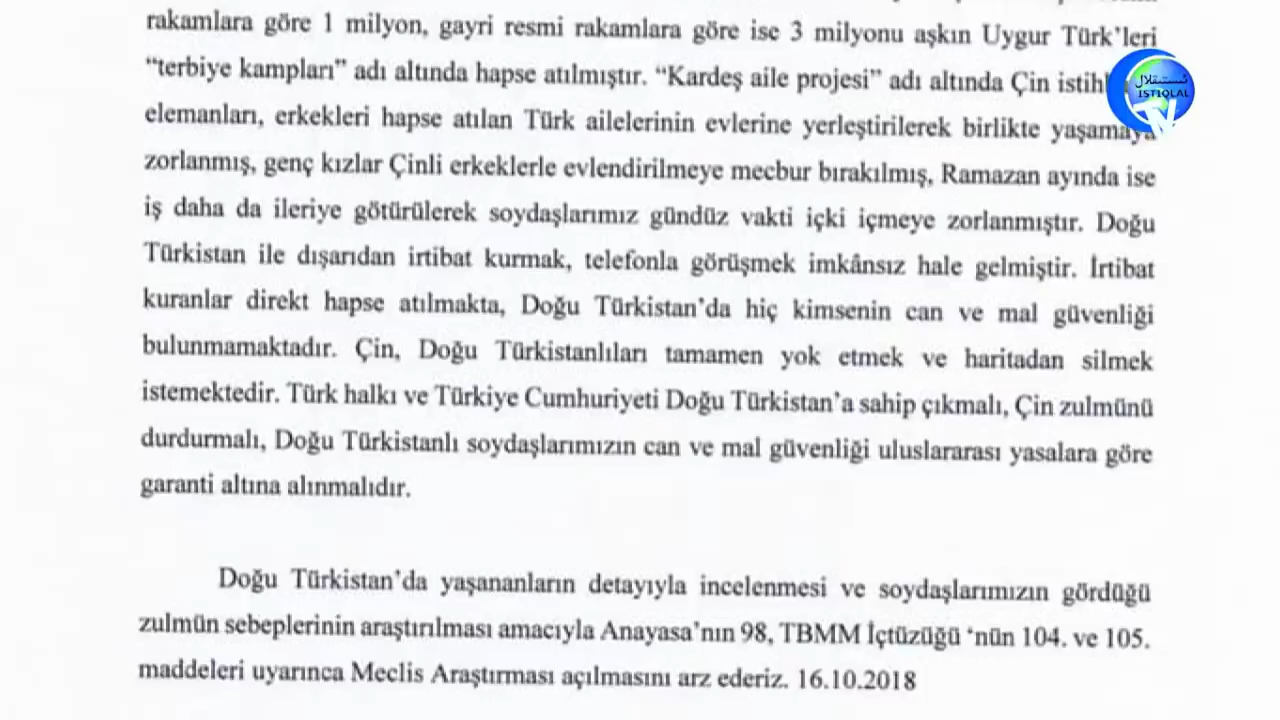 rakamlara göre 1 milyon, gayri resmi rakamlara göre ise 3 milyonu aşkın Uygur Türk'leri
“terbiye kampları” adı altında hapse atılmıştır. “Kardeş aile projesi” adı altında Çin
elemanları, erkekleri hapse atılan Türk ailelerinin evlerine yerleştirilerek birlikte yaşamaya
zorlanmış, genç kızlar Çinli erkeklerle evlendirilmeye mecbur bırakılmış, Ramazan ayında ise
iş daha da ileriye götürülerek soydaşlarımız gündüz vakti içki içmeye zorlanmıştır. Doğu
Türkistan ile dışarıdan irtibat kurmak, telefonla görüşmek imkânsız hale gelmiştir. İrtibat
kuranlar direkt hapse atılmakta, Doğu Türkistan'da hiç kimsenin can ve mal güvenliği
bulunmamaktadır. Çin, Doğu Türkistanlıları tamamen yok etmek ve haritadan silmek
istemektedir. Türk halkı ve Türkiye Cumhuriyeti Doğu Türkistan'a sahip çıkmalı, Çin zulmünü
durdurmalı, Doğu Türkistanlı soydaşlarımızın can ve mal güvenliği uluslararası yasalara göre
garanti altına alınmalıdır.
Doğu Türkistan'da yaşananların detayıyla incelenmesi ve soydaşlarımızın gördüğü
zulmün sebeplerinin araştırılması amacıyla Anayasa'nın 98, TBMM İçtüzüğü ‘nün 104. ve 105.
maddeleri uyarınca Meclis Araştırması açılmasını arz ederiz. 16.10.2018
ئىستىقلال
ISTIQLAL
TV